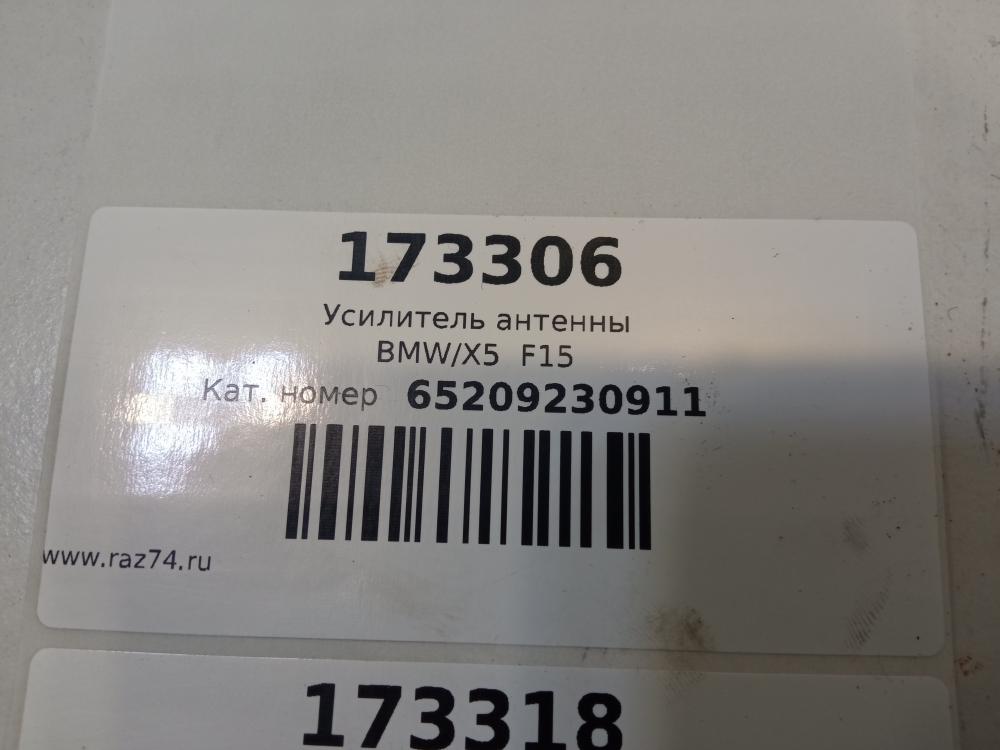 173306
Усилитель антенны
BMW/X5 F15
Кат. номер 65209230911
www.raz74.ru
173318